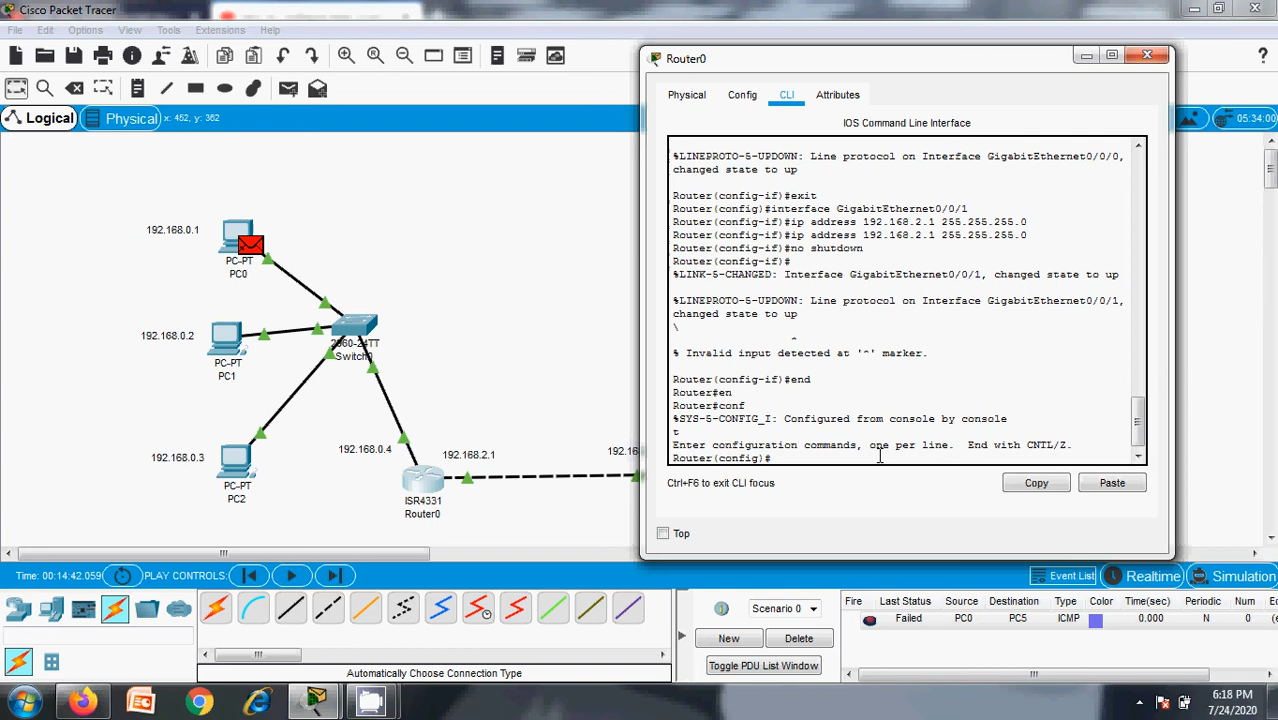 Cisco Packet Tracer
File Edit Options View Tools Extensions Help
Logical
Physical
x: 452, y: 362
05:34:00
192.168.0.1
PC-PT
PC0
192.168.0.2
PC-PT
PC1
2960-24TT
Switch0
192.168.0.3
PC-PT
PC2
192.168.0.4
192.168.2.1
192.16
ISR4331
Router0
Router0
Physical Config CLI Attributes
IOS Command Line Interface
%LINEPROTO-5-UPDOWN: Line protocol on Interface GigabitEthernet0/0/0,
changed state to up
Router(config-if)#exit
Router(config)#interface GigabitEthernet0/0/1
Router(config-if)#ip address 192.168.2.1 255.255.255.0
Router(config-if)#ip address 192.168.2.1 255.255.255.0
Router(config-if)#no shutdown
Router(config-if)#
%LINK-5-CHANGED: Interface GigabitEthernet0/0/1, changed state to up
%LINEPROTO-5-UPDOWN: Line protocol on Interface GigabitEthernet0/0/1,
changed state to up
\
^
% Invalid input detected at '^' marker.
Router(config-if)#end
Router#en
Router#conf
%SYS-5-CONFIG_I: Configured from console by console
t
Enter configuration commands, one per line. End with CNTL/Z.
Router(config)#
Ctrl+F6 to exit CLI focus
Copy
Paste
Top
Time: 00:14:42.059
PLAY CONTROLS:
Event List
Realtime
Simulation
Automatically Choose Connection Type
Scenario 0
New
Delete
Toggle PDU List Window
Fire Last Status Source Destination Type Color Time(sec) Periodic Num
Failed PC0 PC5 ICMP 0.000 N 0
6:18 PM
7/24/2020